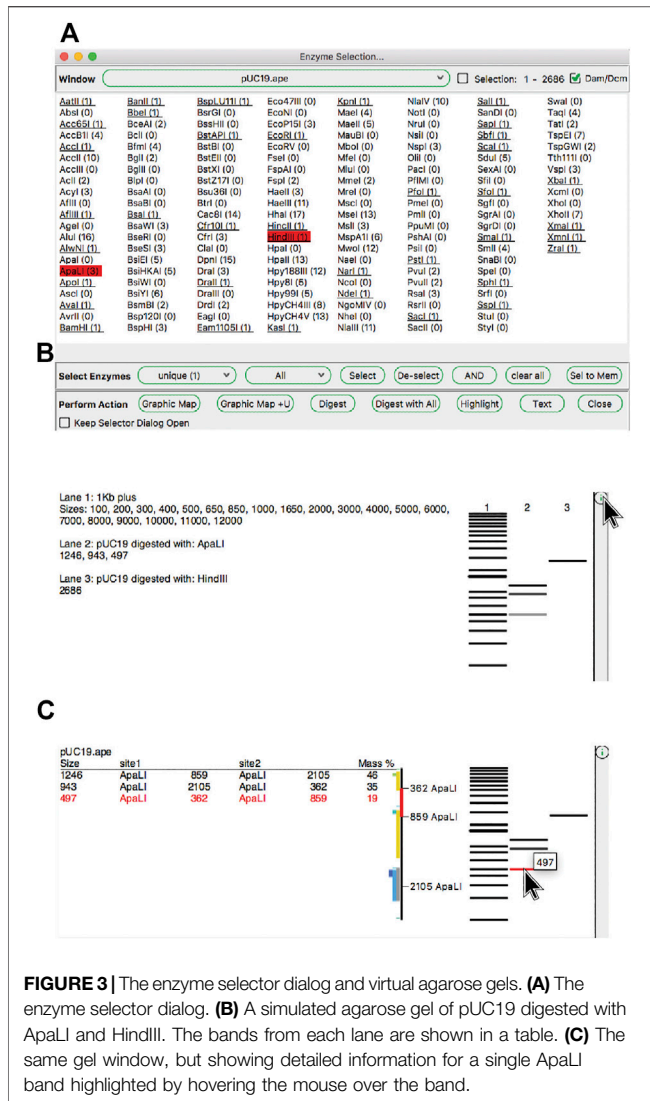 A
Enzyme Selection...
Window pUC19.ape Selection: 1 - 2686 Dam/Dcm
AatII (1) BanII (1) BspLU11I (1) Eco47III (0) KpnI (1) NlaIV (10) SalI (1) SwaI (0)
AbsI (0) BbeI (1) BsrGI (0) EcoNI (0) MaeI (4) NotI (0) SanDI (0) TaqI (4)
Acc65I (1) BceAI (2) BssHII (0) EcoP15I (3) MaeII (5) NruI (0) SapI (1) TatI (2)
AccB1I (4) BclI (0) BstAPI (1) EcoRI (1) MauBI (0) NsiI (0) SbfI (1) TspEI (7)
AccI (1) BfmI (4) BstBI (0) EcoRV (0) MboI (0) NspI (3) ScaI (1) TspGWI (2)
AccII (10) BglI (2) BstEII (0) FseI (0) MfeI (0) OliI (0) SduI (5) Tth111I (0)
AccIII (0) BglII (0) BstXI (0) FspAI (0) MluI (0) PacI (0) SexAI (0) VspI (3)
AclI (2) BlpI (0) BstZ17I (0) FspI (2) MmeI (2) PflMI (0) SfiI (0) XbaI (1)
AcyI (3) BsaAI (0) Bsu36I (0) HaeII (3) MreI (0) PfoI (1) SfoI (1) XcmI (0)
AflII (0) BsaBI (0) BtrI (0) HaeIII (11) MscI (0) PmeI (0) SgfI (0) XhoI (0)
AflIII (1) BsaI (1) Cac8I (14) HhaI (17) MseI (13) PmlI (0) SgrAI (0) XhoII (7)
AgeI (0) BsaWI (3) Cfr10I (1) HincII (1) MslI (3) PpuMI (0) SgrDI (0) XmaI (1)
AluI (16) BseRI (0) CfrI (3) HindIII (1) MspA1I (6) PshAI (0) SmaI (1) XmnI (1)
AlwNI (1) BseSI (3) ClaI (0) HpaI (0) MwoI (12) PsiI (0) SmlI (4) ZraI (1)
ApaI (0) BsiEI (5) DpnI (15) HpaII (13) NaeI (0) PstI (1) SnaBI (0)
ApaLI (3) BsiHKAI (5) DraI (3) Hpy188III (12) NarI (1) PvuI (2) SpeI (0)
ApoI (1) BsiWI (0) DraII (1) Hpy8I (5) NcoI (0) PvuII (2) SphI (1)
AscI (0) BsiYI (6) DraIII (0) Hpy99I (5) NdeI (1) RsaI (3) SrfI (0)
AvaI (1) BsmBI (2) DrdI (2) HpyCH4III (8) NgoMIV (0) RsrII (0) SspI (1)
AvrII (0) Bsp120I (0) EagI (0) HpyCH4V (13) NheI (0) SacI (1) StuI (0)
BamHI (1) BspHI (3) Eam1105I (1) KasI (1) NlaIII (11) SacII (0) StyI (0)
B
Select Enzymes unique (1) All Select De-select AND clear all Sel to Mem
Perform Action Graphic Map Graphic Map +U Digest Digest with All Highlight Text Close
Keep Selector Dialog Open
Lane 1: 1Kb plus
Sizes: 100, 200, 300, 400, 500, 650, 850, 1000, 1650, 2000, 3000, 4000, 5000, 6000,
7000, 8000, 9000, 10000, 11000, 12000
Lane 2: pUC19 digested with: ApaLI
1246, 943, 497
Lane 3: pUC19 digested with: HindIII
2686
1 2 3
i
C
pUC19.ape
Size site1 site2 Mass %
1246 ApaLI 859 ApaLI 2105 46
943 ApaLI 2105 ApaLI 362 35
497 ApaLI 362 ApaLI 859 19
362 ApaLI
859 ApaLI
2105 ApaLI
497
i
FIGURE 3 | The enzyme selector dialog and virtual agarose gels. (A) The
enzyme selector dialog. (B) A simulated agarose gel of pUC19 digested with
ApaLI and HindIII. The bands from each lane are shown in a table. (C) The
same gel window, but showing detailed information for a single ApaLI
band highlighted by hovering the mouse over the band.